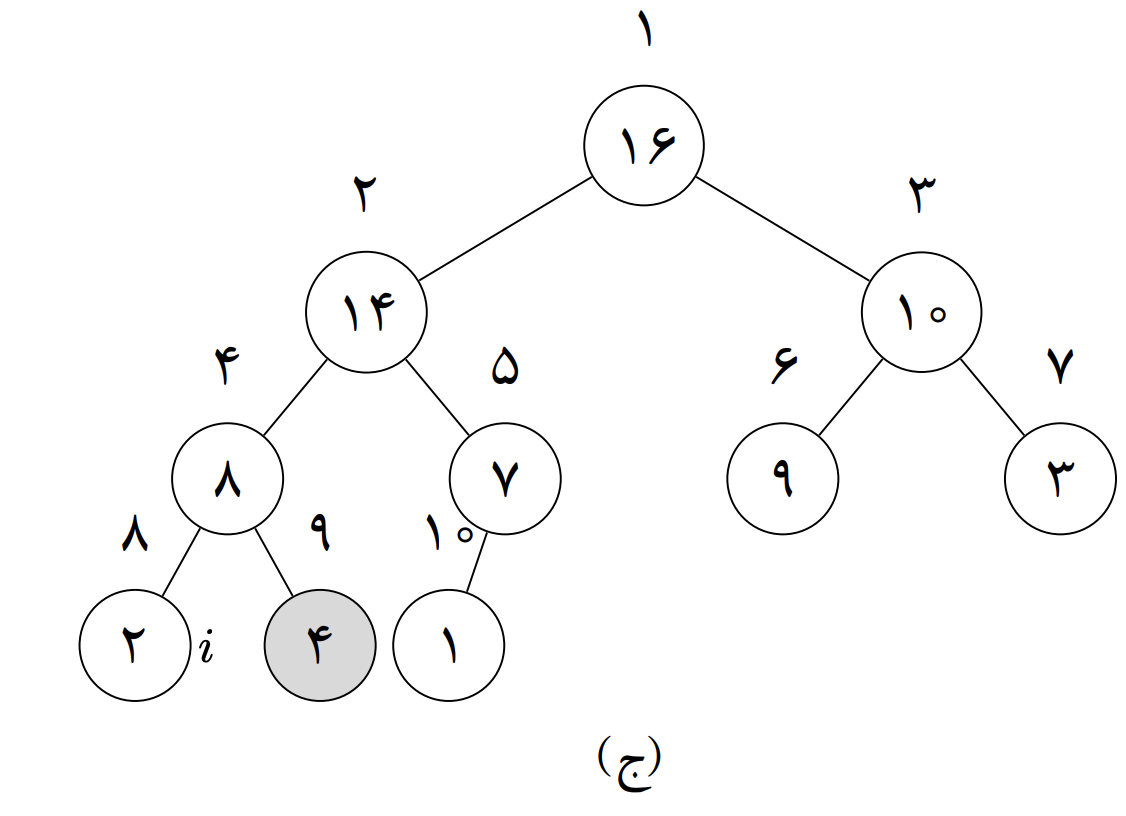 ۱
۱۶
۲ ۳
۱۴ ۱۰
۴ ۵ ۶ ۷
۸ ۷ ۹ ۳
۸ ۹ ۱۰
۲ i ۴ ۱
(ج)